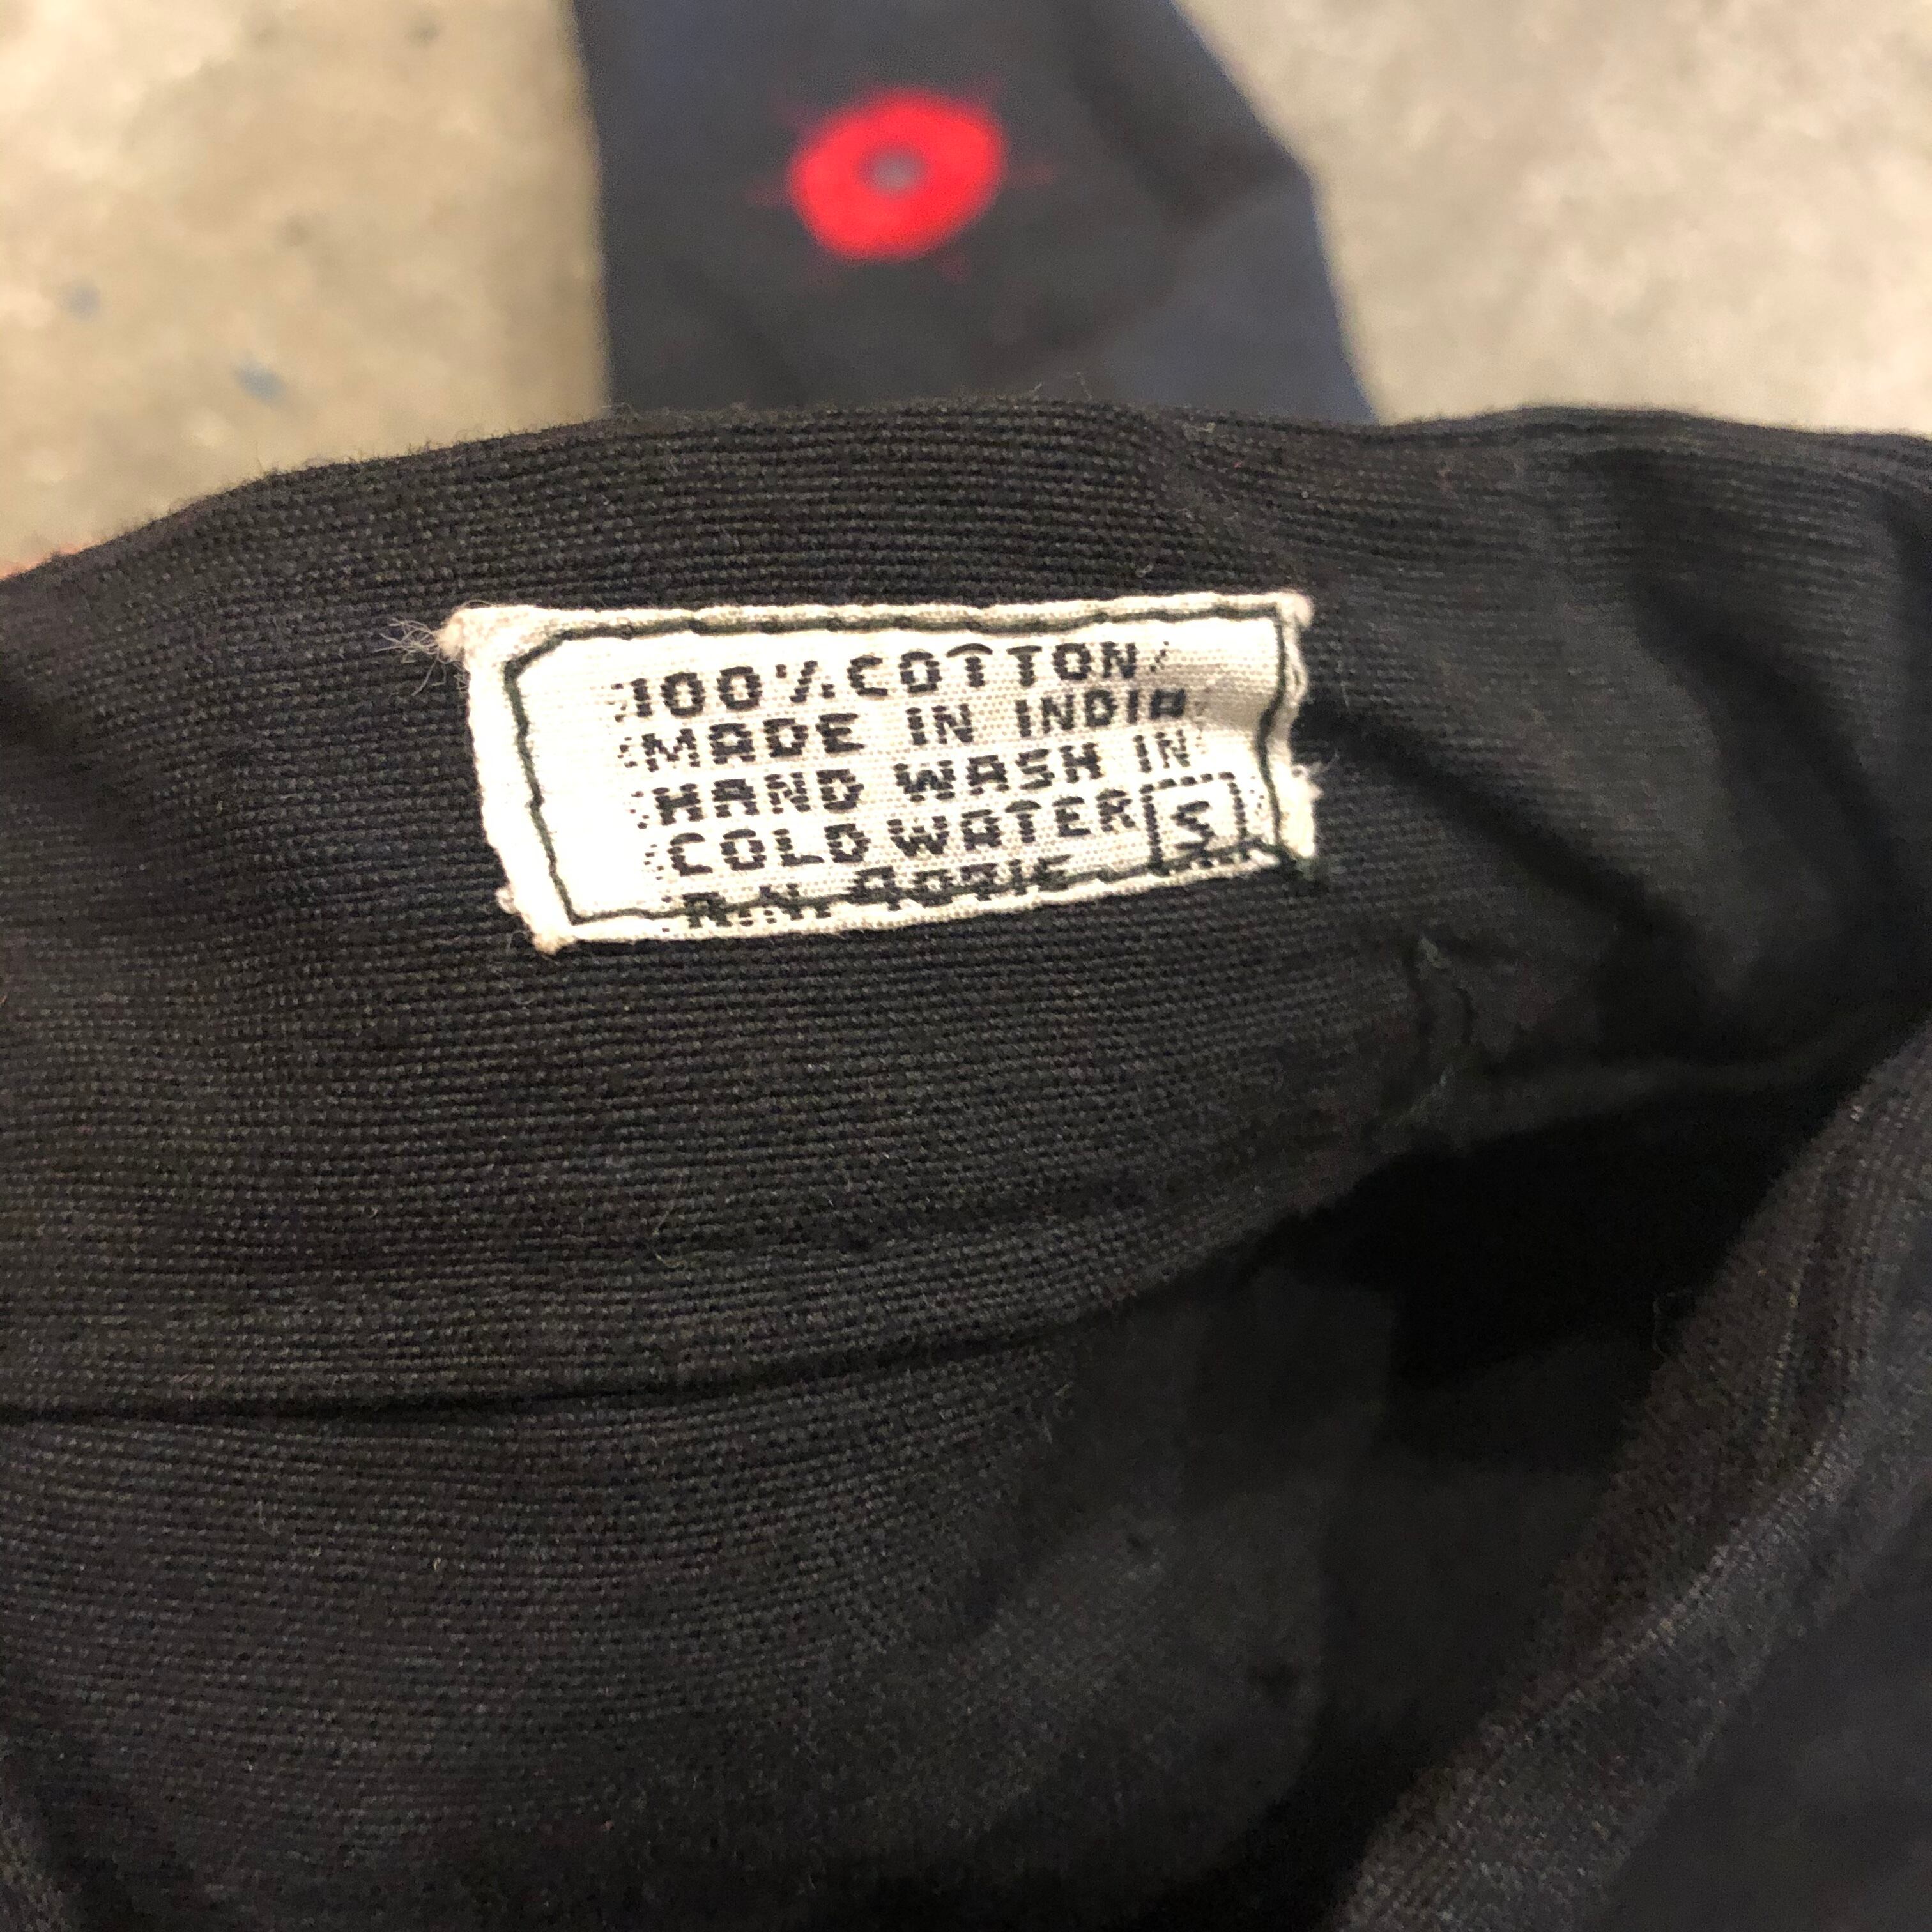 100% COTTON
MADE IN INDIA
HAND WASH IN
COLD WATER S
R.N.